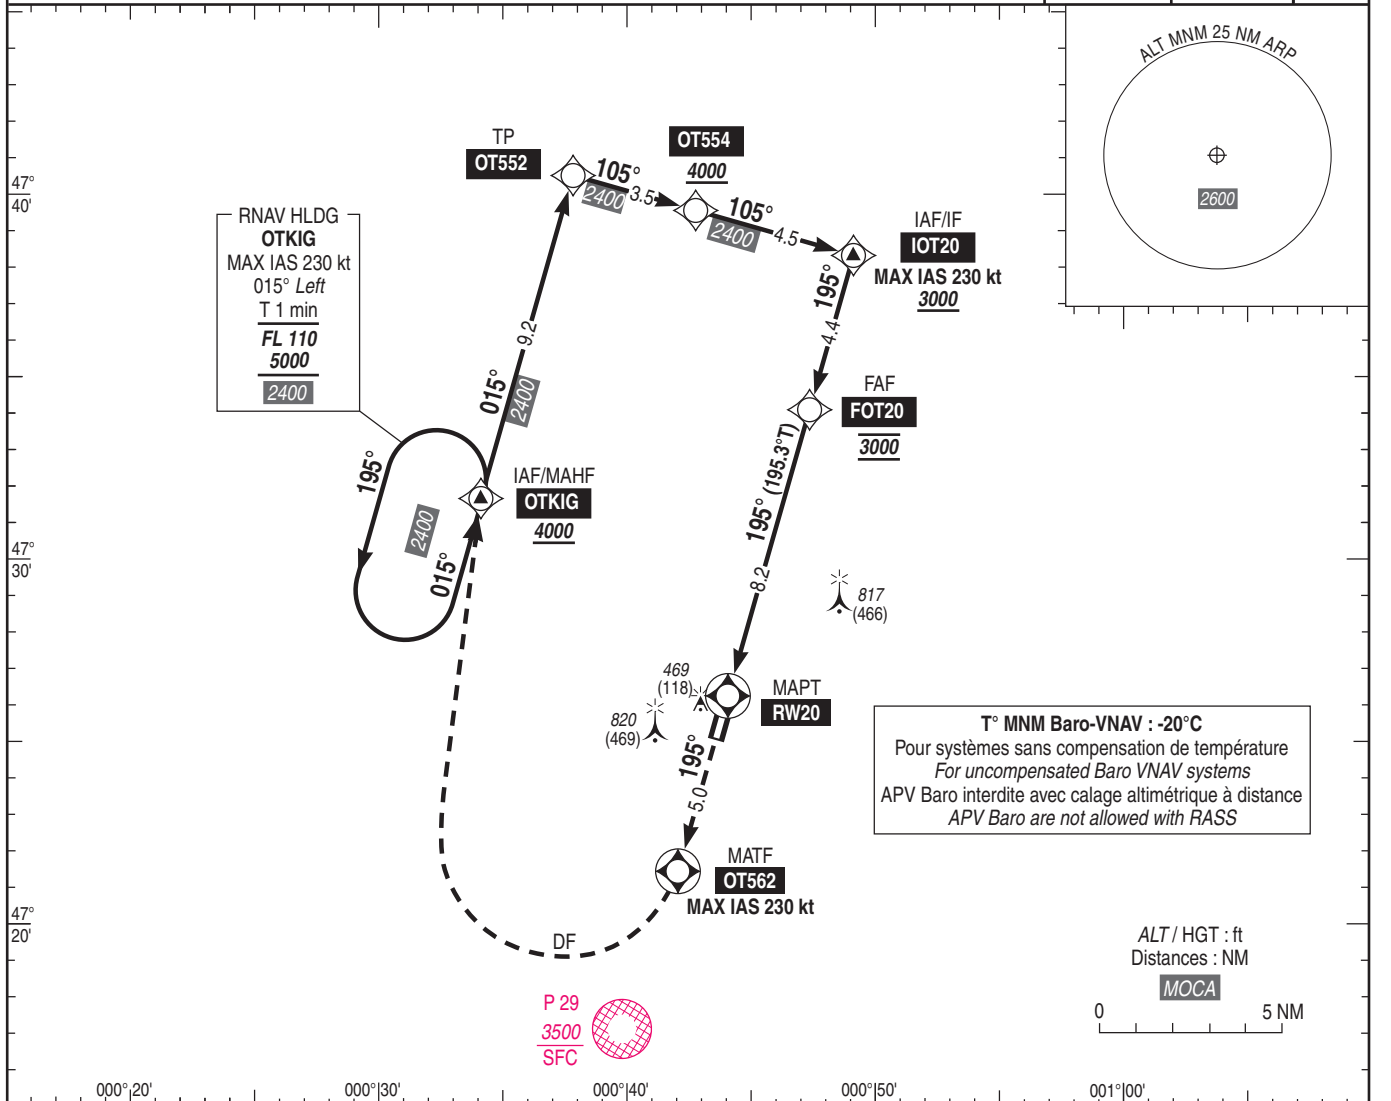 ALT MNM 25 NM ARP
2600
TP
OT552
105°
2400
3.5
OT554
4000
105°
2400
4.5
IAF/IF
IOT20
MAX IAS 230 kt
3000
195°
4.4
FAF
FOT20
3000
195° (195.3°T)
8.2
RNAV HLDG
OTKIG
MAX IAS 230 kt
015° Left
T 1 min
FL 110
5000
2400
9.2
015°
2400
195°
2400
015°
IAF/MAHF
OTKIG
4000
817
(466)
469
(118)
820
(469)
MAPT
RW20
195°
5.0
MATF
OT562
MAX IAS 230 kt
DF
T° MNM Baro-VNAV : -20°C
Pour systèmes sans compensation de température
For uncompensated Baro VNAV systems
APV Baro interdite avec calage altimétrique à distance
APV Baro are not allowed with RASS
P 29
3500
SFC
ALT / HGT : ft
Distances : NM
MOCA
0 5 NM
47°
40'
47°
30'
47°
20'
000°20' 000°30' 000°40' 000°50' 001°00'